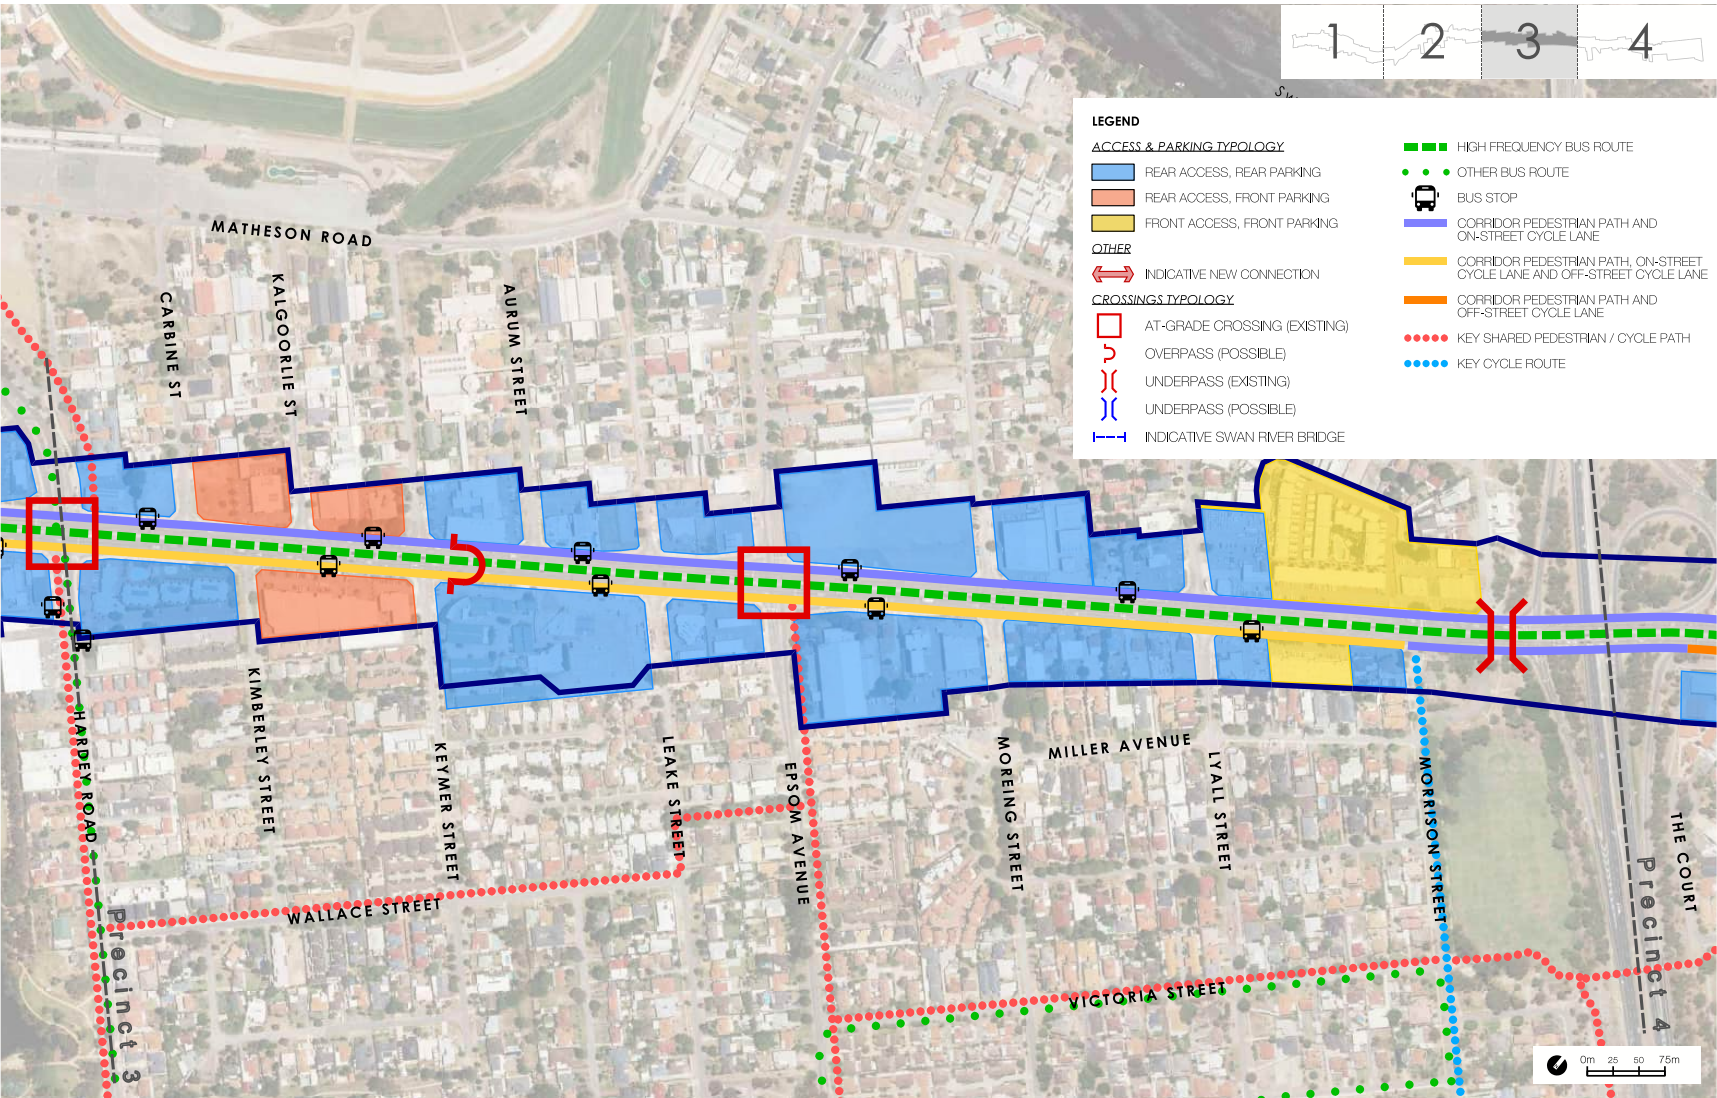 1
2
3
4
LEGEND
ACCESS & PARKING TYPOLOGY
REAR ACCESS, REAR PARKING
REAR ACCESS, FRONT PARKING
FRONT ACCESS, FRONT PARKING
OTHER
INDICATIVE NEW CONNECTION
CROSSINGS TYPOLOGY
AT-GRADE CROSSING (EXISTING)
OVERPASS (POSSIBLE)
UNDERPASS (EXISTING)
UNDERPASS (POSSIBLE)
INDICATIVE SWAN RIVER BRIDGE
HIGH FREQUENCY BUS ROUTE
OTHER BUS ROUTE
BUS STOP
CORRIDOR PEDESTRIAN PATH AND
ON-STREET CYCLE LANE
CORRIDOR PEDESTRIAN PATH, ON-STREET
CYCLE LANE AND OFF-STREET CYCLE LANE
CORRIDOR PEDESTRIAN PATH AND
OFF-STREET CYCLE LANE
KEY SHARED PEDESTRIAN / CYCLE PATH
KEY CYCLE ROUTE
MATHESON ROAD
CARBINE ST
KALGOORLIE ST
AURUM STREET
HARDEY ROAD
KIMBERLEY STREET
KEYMER STREET
LEAKE STREET
EPSOM AVENUE
MOREING STREET
MILLER AVENUE
LYALL STREET
MORRISON STREET
THE COURT
WALLACE STREET
VICTORIA STREET
Precinct 3
Precinct 4
0m 25 50 75m